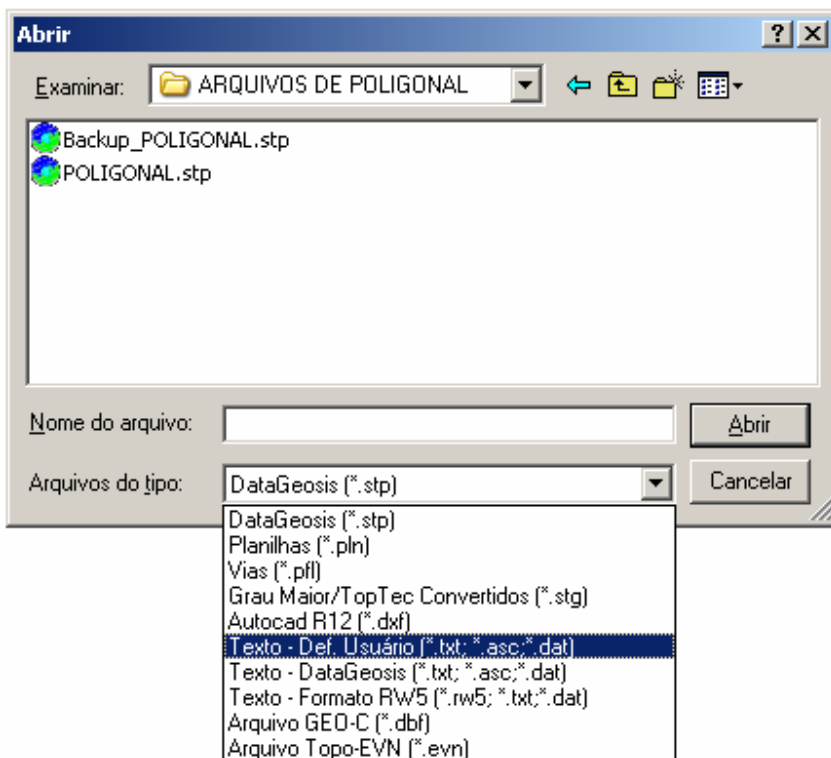 Abrir
Examinar: ARQUIVOS DE POLIGONAL
Backup_POLIGONAL.stp
POLIGONAL.stp
Nome do arquivo: Abrir
Arquivos do tipo: DataGeosis (*.stp) Cancelar
DataGeosis (*.stp)
Planilhas (*.pln)
Vias (*.pfl)
Grau Maior/TopTec Convertidos (*.stg)
Autocad R12 (*.dxf)
Texto - Def. Usuário (*.txt; *.asc;*.dat)
Texto - DataGeosis (*.txt; *.asc;*.dat)
Texto - Formato RW5 (*.rw5; *.txt;*.dat)
Arquivo GEO-C (*.dbf)
Arquivo Topo-EVN (*.evn)